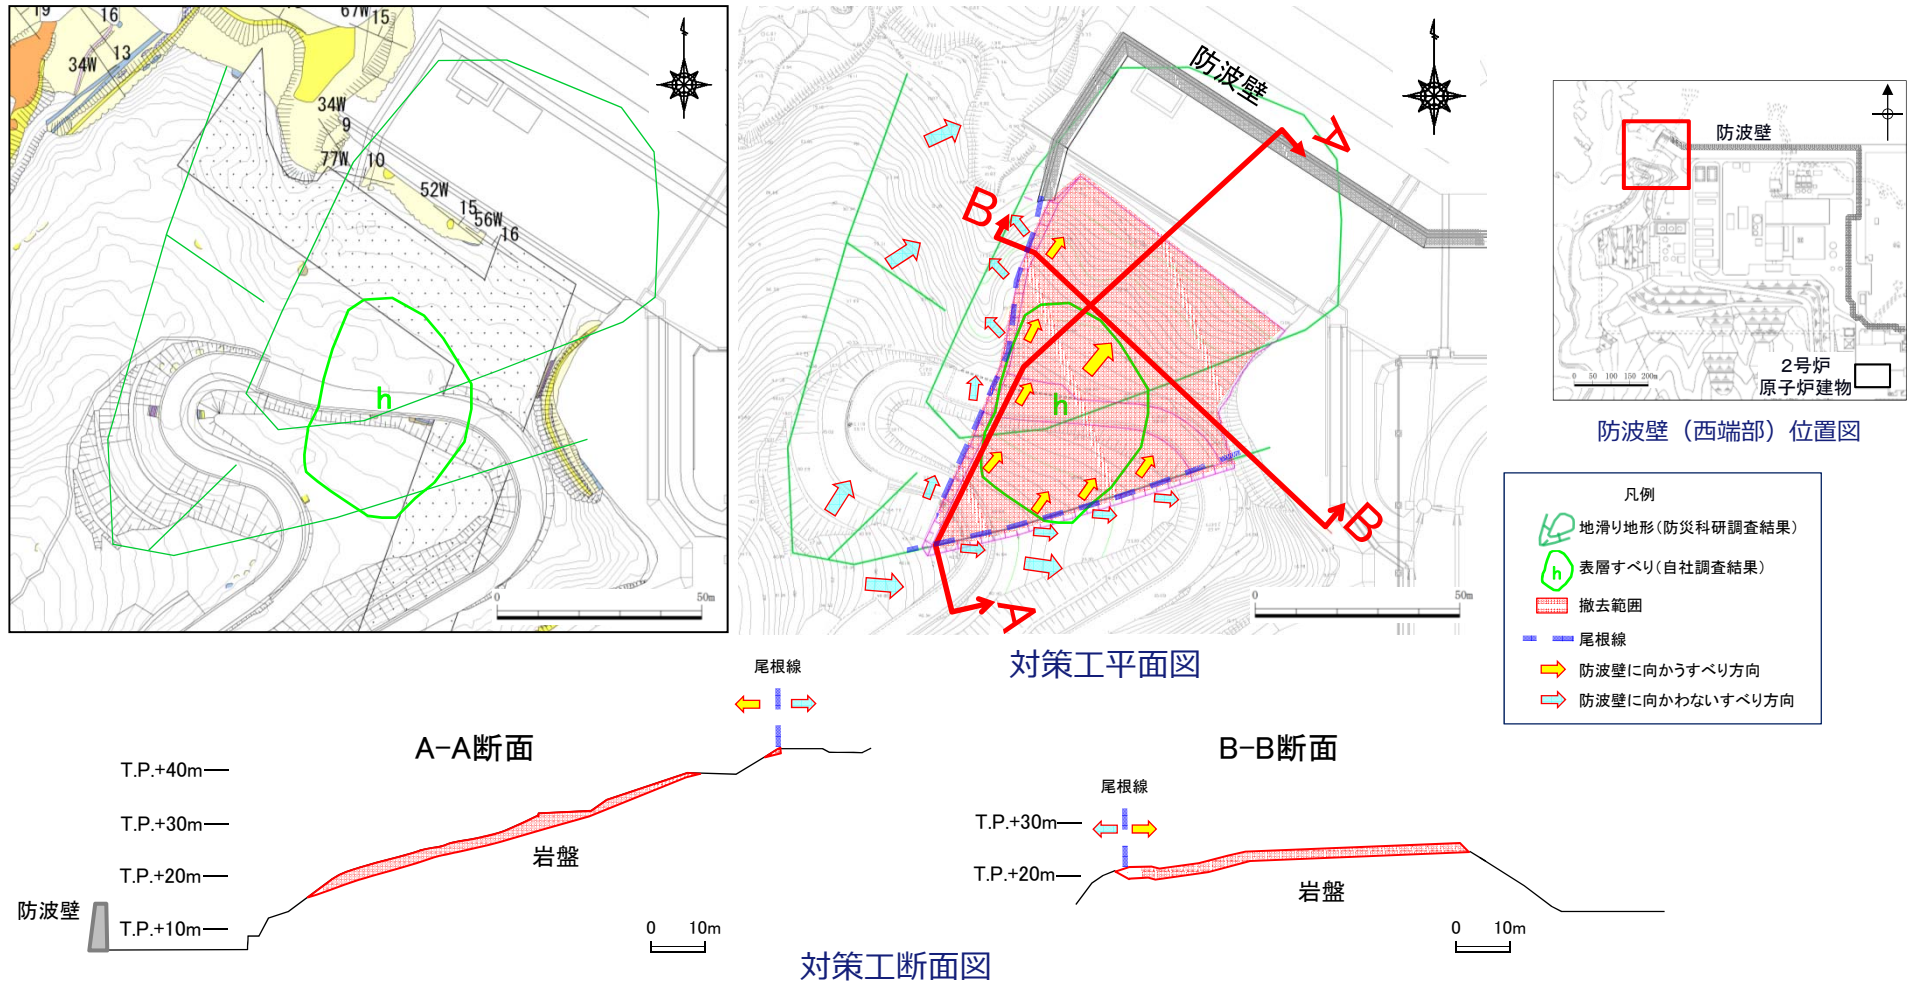 19
16
13
34W
67W
15
34W
9
77W
10
52W
15
56W
16
h
0
50m
防波壁
A
B
h
B
A
0
50m
対策工平面図
防波壁
0 50 100 150 200m
2号炉
原子炉建物
防波壁（西端部）位置図
凡例
地滑り地形(防災科研調査結果)
h
表層すべり(自社調査結果)
撤去範囲
尾根線
防波壁に向かうすべり方向
防波壁に向かわないすべり方向
尾根線
A-A断面
T.P.+40m
T.P.+30m
T.P.+20m
T.P.+10m
岩盤
防波壁
0 10m
B-B断面
尾根線
T.P.+30m
T.P.+20m
岩盤
0 10m
対策工断面図